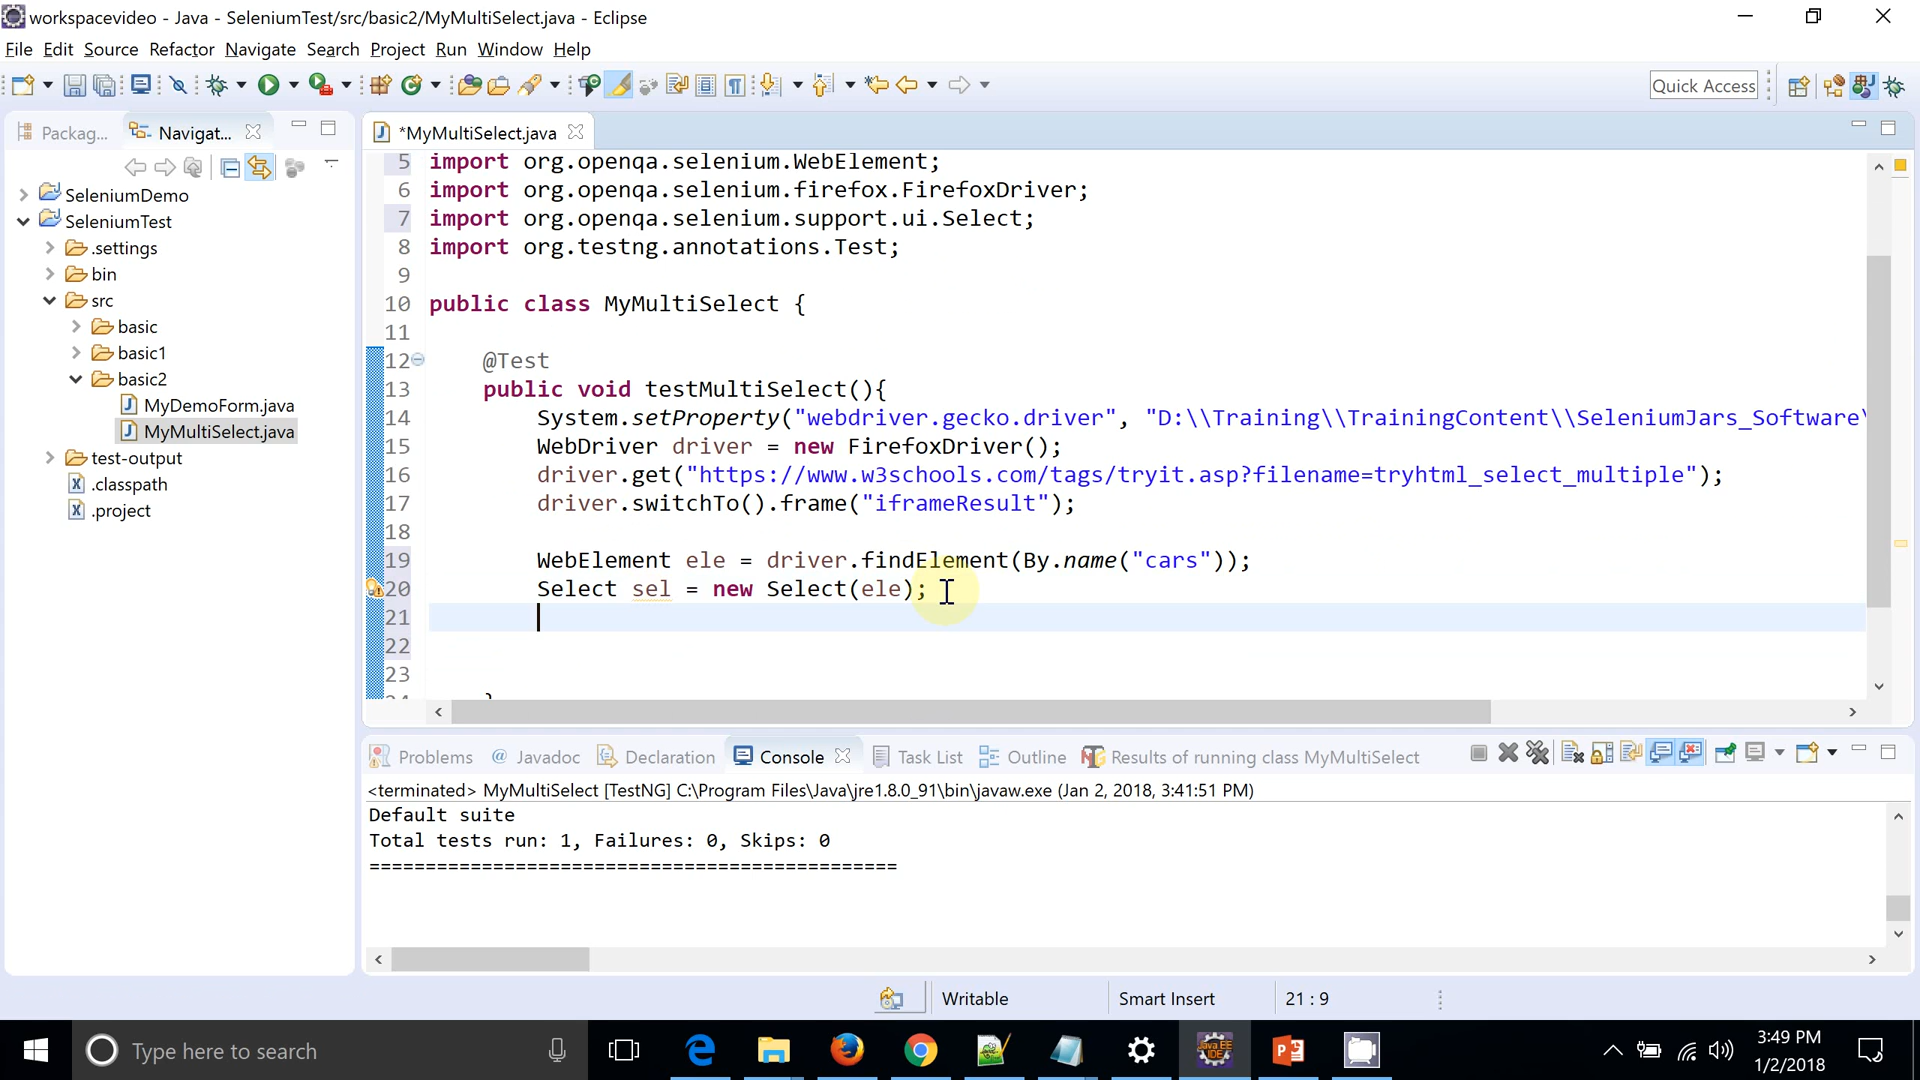 workspacevideo - Java - SeleniumTest/src/basic2/MyMultiSelect.java - Eclipse
File Edit Source Refactor Navigate Search Project Run Window Help
Quick Access
Packag... Navigat...
*MyMultiSelect.java
SeleniumDemo
SeleniumTest
.settings
bin
src
basic
basic1
basic2
MyDemoForm.java
MyMultiSelect.java
test-output
.classpath
.project
5 import org.openqa.selenium.WebElement;
6 import org.openqa.selenium.firefox.FirefoxDriver;
7 import org.openqa.selenium.support.ui.Select;
8 import org.testng.annotations.Test;
9
10 public class MyMultiSelect {
11
12 @Test
13 public void testMultiSelect(){
14 System.setProperty("webdriver.gecko.driver", "D:\\Training\\TrainingContent\\SeleniumJars_Software\
15 WebDriver driver = new FirefoxDriver();
16 driver.get("https://www.w3schools.com/tags/tryit.asp?filename=tryhtml_select_multiple");
17 driver.switchTo().frame("iframeResult");
18
19 WebElement ele = driver.findElement(By.name("cars"));
20 Select sel = new Select(ele);
21
22
23
Problems @ Javadoc Declaration Console Task List Outline Results of running class MyMultiSelect
<terminated> MyMultiSelect [TestNG] C:\Program Files\Java\jre1.8.0_91\bin\javaw.exe (Jan 2, 2018, 3:41:51 PM)
Default suite
Total tests run: 1, Failures: 0, Skips: 0
===============================================
Writable Smart Insert 21 : 9
Type here to search
Java EE
IDE
3:49 PM
1/2/2018